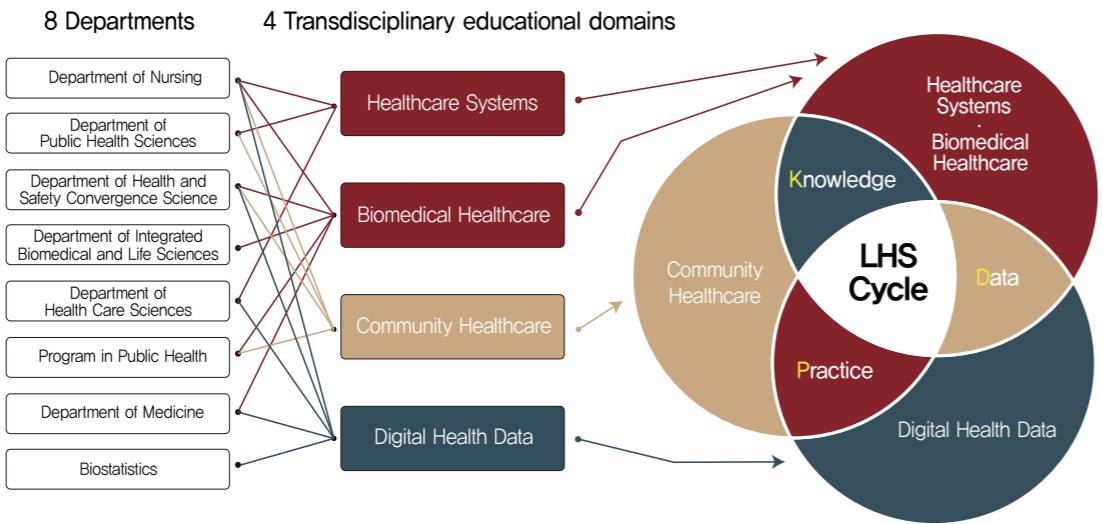 8 Departments
4 Transdisciplinary educational domains
Department of Nursing
Department of
Public Health Sciences
Department of Health and
Safety Convergence Science
Department of Integrated
Biomedical and Life Sciences
Department of
Health Care Sciences
Program in Public Health
Department of Medicine
Biostatistics
Healthcare Systems
Biomedical Healthcare
Community Healthcare
Digital Health Data
Healthcare
Systems
·
Biomedical
Healthcare
Knowledge
Community
Healthcare
LHS
Cycle
Data
Practice
Digital Health Data